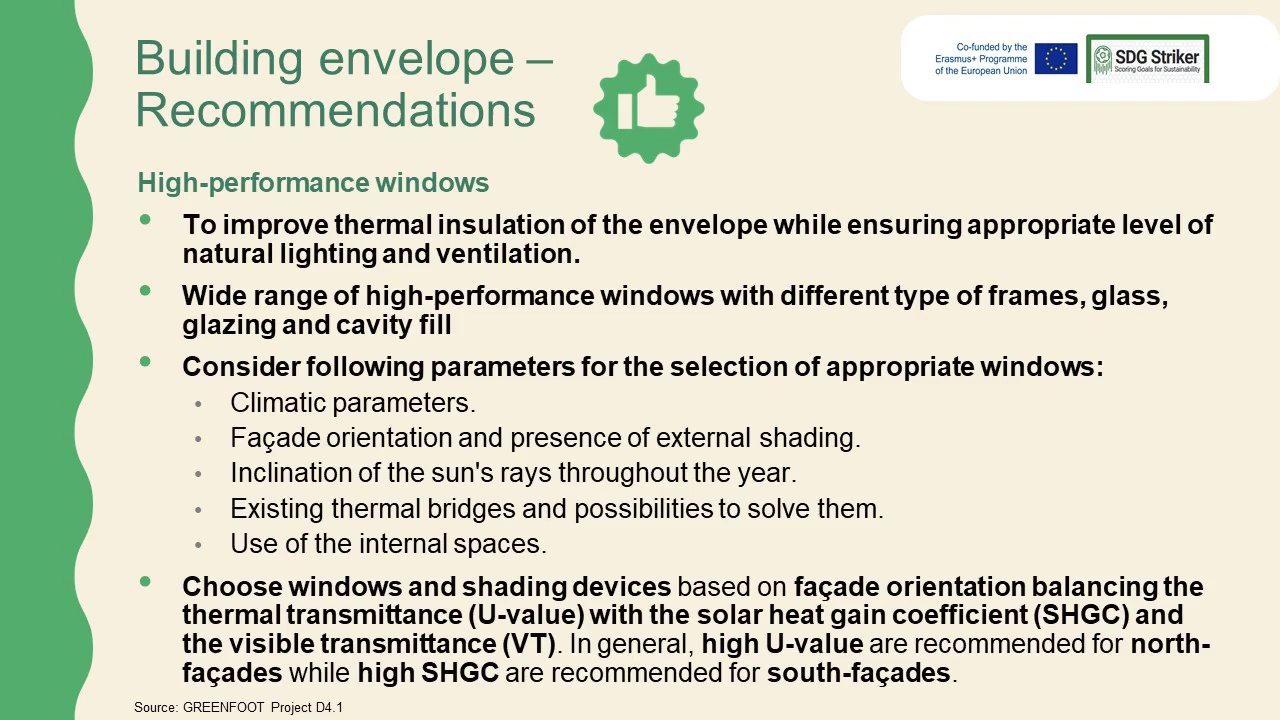 Building envelope –
Recommendations
Co-funded by the
Erasmus+ Programme
of the European Union
SDG Striker
Scoring Goals for Sustainability
High-performance windows
• To improve thermal insulation of the envelope while ensuring appropriate level of
natural lighting and ventilation.
• Wide range of high-performance windows with different type of frames, glass,
glazing and cavity fill
• Consider following parameters for the selection of appropriate windows:
• Climatic parameters.
• Façade orientation and presence of external shading.
• Inclination of the sun's rays throughout the year.
• Existing thermal bridges and possibilities to solve them.
• Use of the internal spaces.
• Choose windows and shading devices based on façade orientation balancing the
thermal transmittance (U-value) with the solar heat gain coefficient (SHGC) and
the visible transmittance (VT). In general, high U-value are recommended for north-
façades while high SHGC are recommended for south-façades.
Source: GREENFOOT Project D4.1